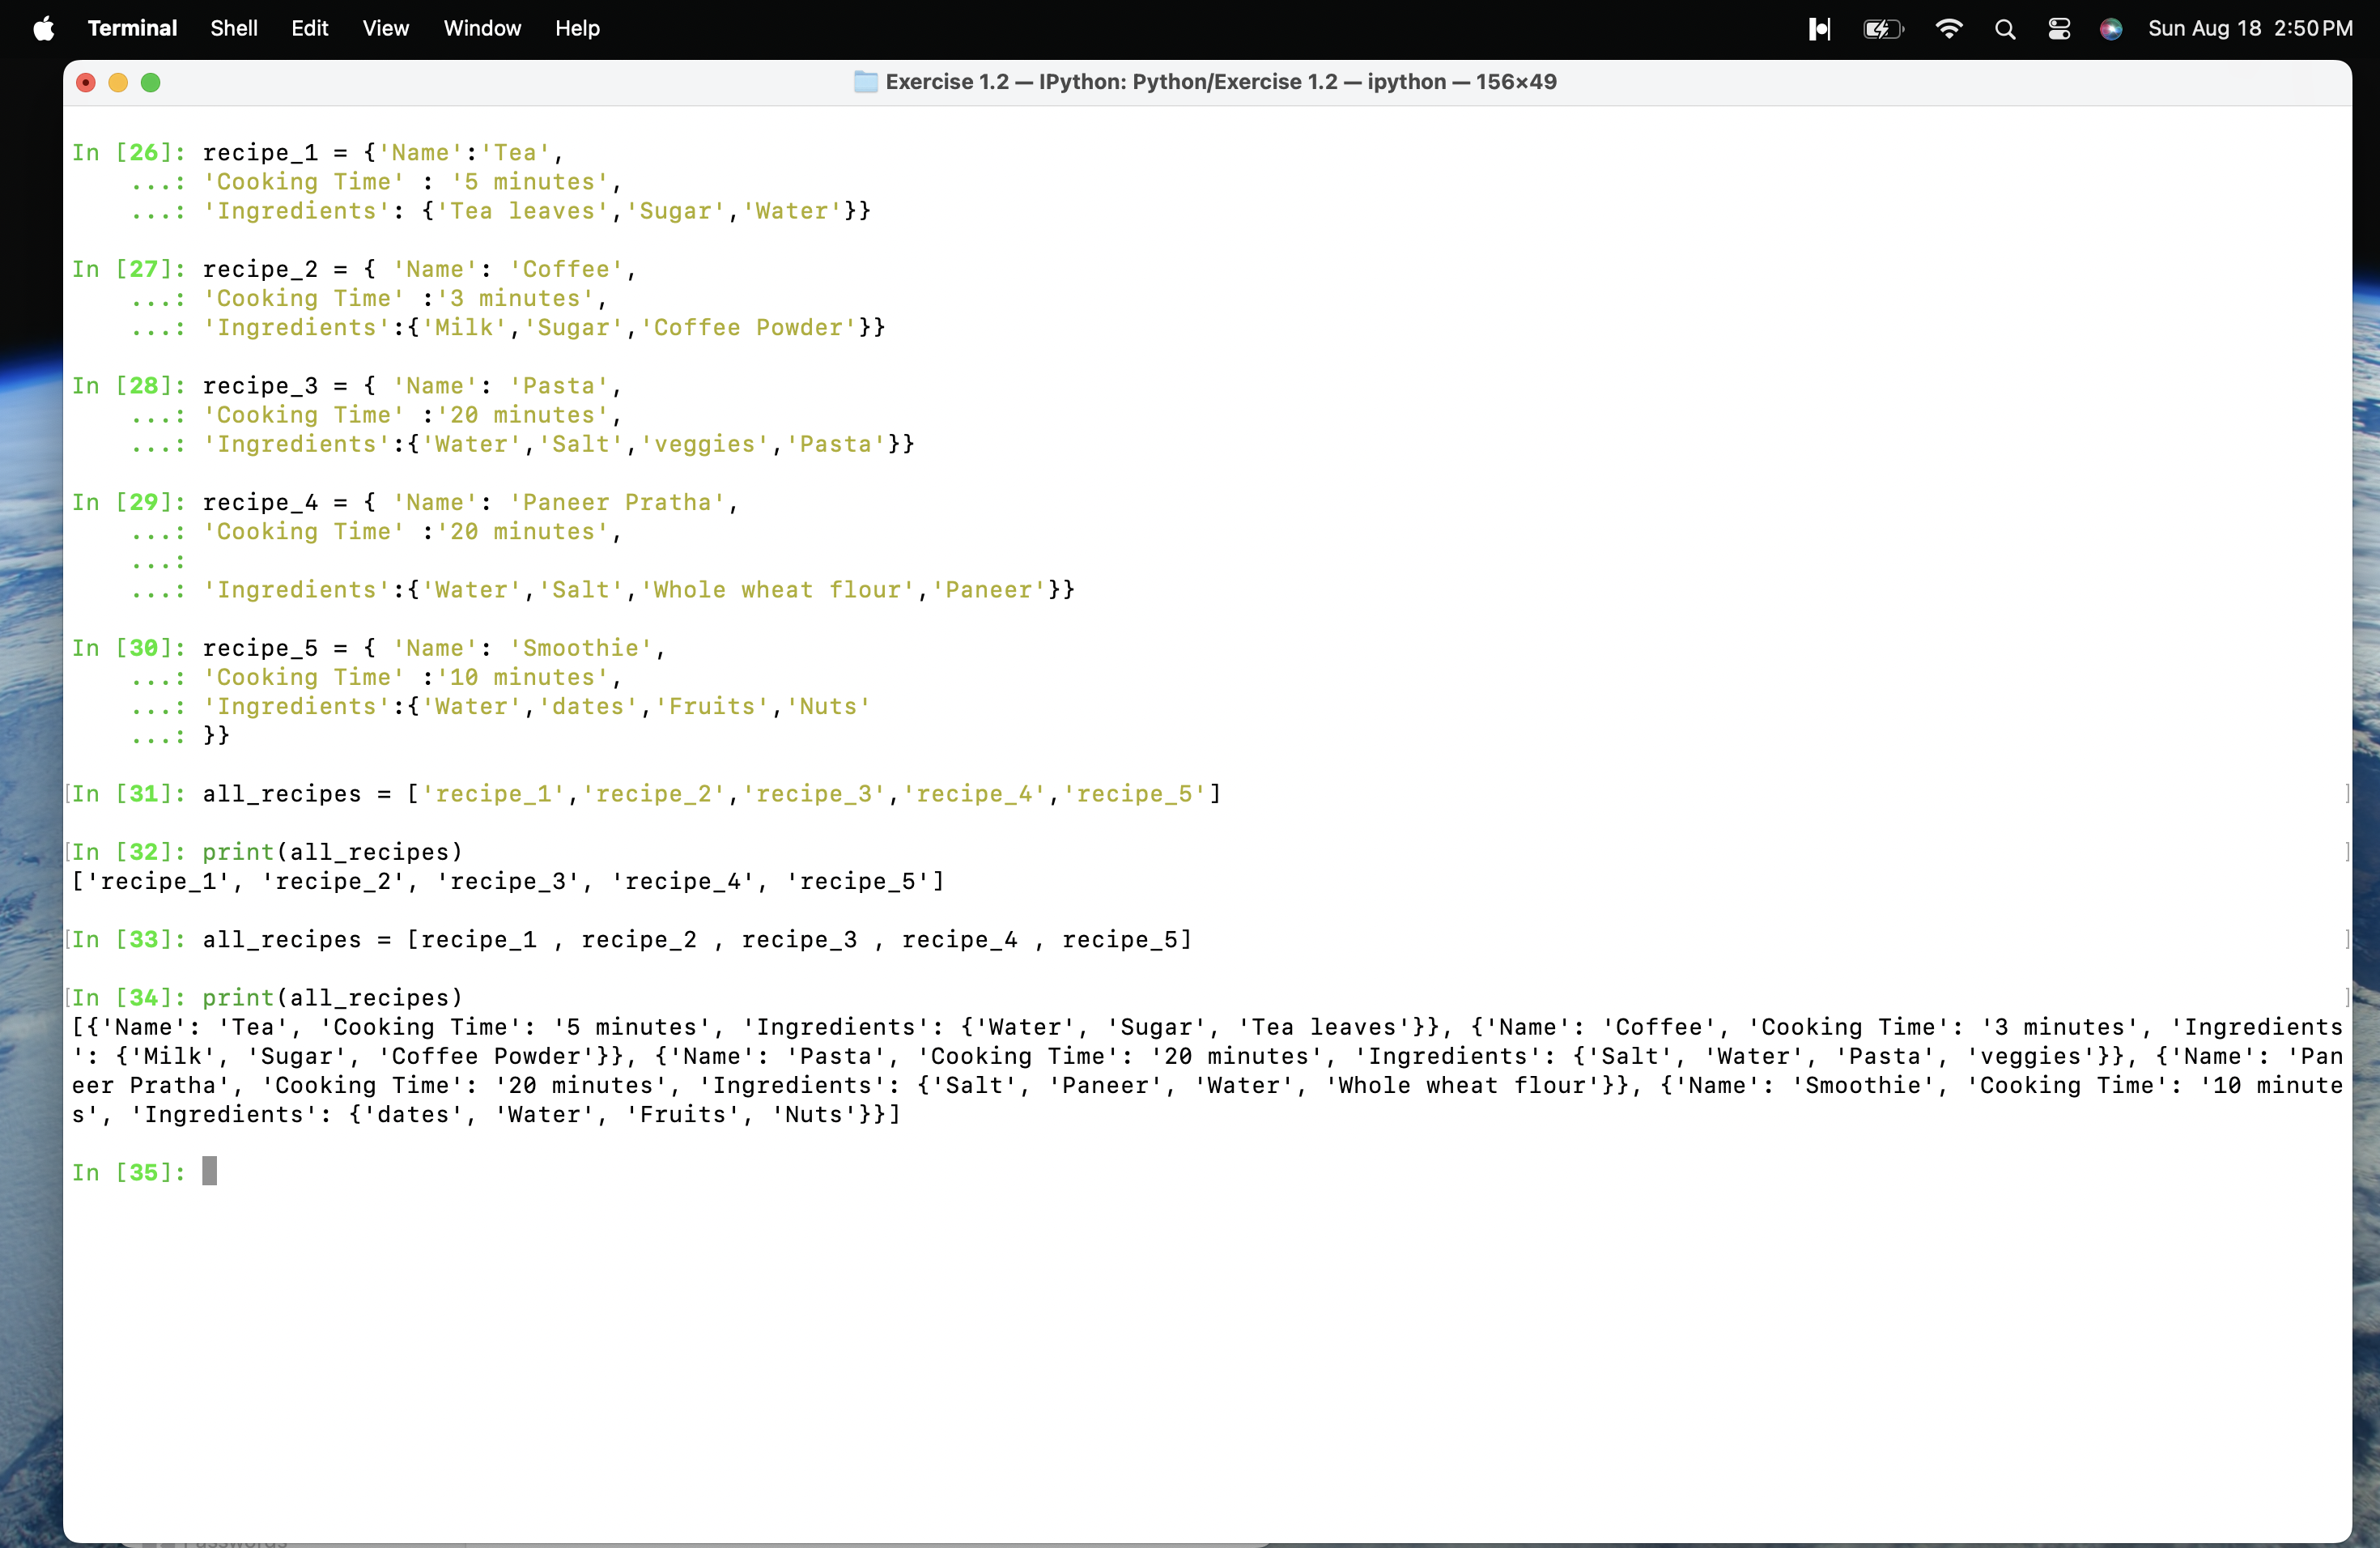 Terminal Shell Edit View Window Help Sun Aug 18 2:50 PM
Exercise 1.2 — IPython: Python/Exercise 1.2 — ipython — 156×49
In [26]: recipe_1 = {'Name':'Tea',
...: 'Cooking Time' : '5 minutes',
...: 'Ingredients': {'Tea leaves','Sugar','Water'}}
In [27]: recipe_2 = { 'Name': 'Coffee',
...: 'Cooking Time' :'3 minutes',
...: 'Ingredients':{'Milk','Sugar','Coffee Powder'}}
In [28]: recipe_3 = { 'Name': 'Pasta',
...: 'Cooking Time' :'20 minutes',
...: 'Ingredients':{'Water','Salt','veggies','Pasta'}}
In [29]: recipe_4 = { 'Name': 'Paneer Pratha',
...: 'Cooking Time' :'20 minutes',
...:
...: 'Ingredients':{'Water','Salt','Whole wheat flour','Paneer'}}
In [30]: recipe_5 = { 'Name': 'Smoothie',
...: 'Cooking Time' :'10 minutes',
...: 'Ingredients':{'Water','dates','Fruits','Nuts'
...: }}
[In [31]: all_recipes = ['recipe_1','recipe_2','recipe_3','recipe_4','recipe_5'] ]
[In [32]: print(all_recipes) ]
['recipe_1', 'recipe_2', 'recipe_3', 'recipe_4', 'recipe_5']
[In [33]: all_recipes = [recipe_1 , recipe_2 , recipe_3 , recipe_4 , recipe_5] ]
[In [34]: print(all_recipes) ]
[{'Name': 'Tea', 'Cooking Time': '5 minutes', 'Ingredients': {'Water', 'Sugar', 'Tea leaves'}}, {'Name': 'Coffee', 'Cooking Time': '3 minutes', 'Ingredients
': {'Milk', 'Sugar', 'Coffee Powder'}}, {'Name': 'Pasta', 'Cooking Time': '20 minutes', 'Ingredients': {'Salt', 'Water', 'Pasta', 'veggies'}}, {'Name': 'Pan
eer Pratha', 'Cooking Time': '20 minutes', 'Ingredients': {'Salt', 'Paneer', 'Water', 'Whole wheat flour'}}, {'Name': 'Smoothie', 'Cooking Time': '10 minute
s', 'Ingredients': {'dates', 'Water', 'Fruits', 'Nuts'}}]
In [35]: